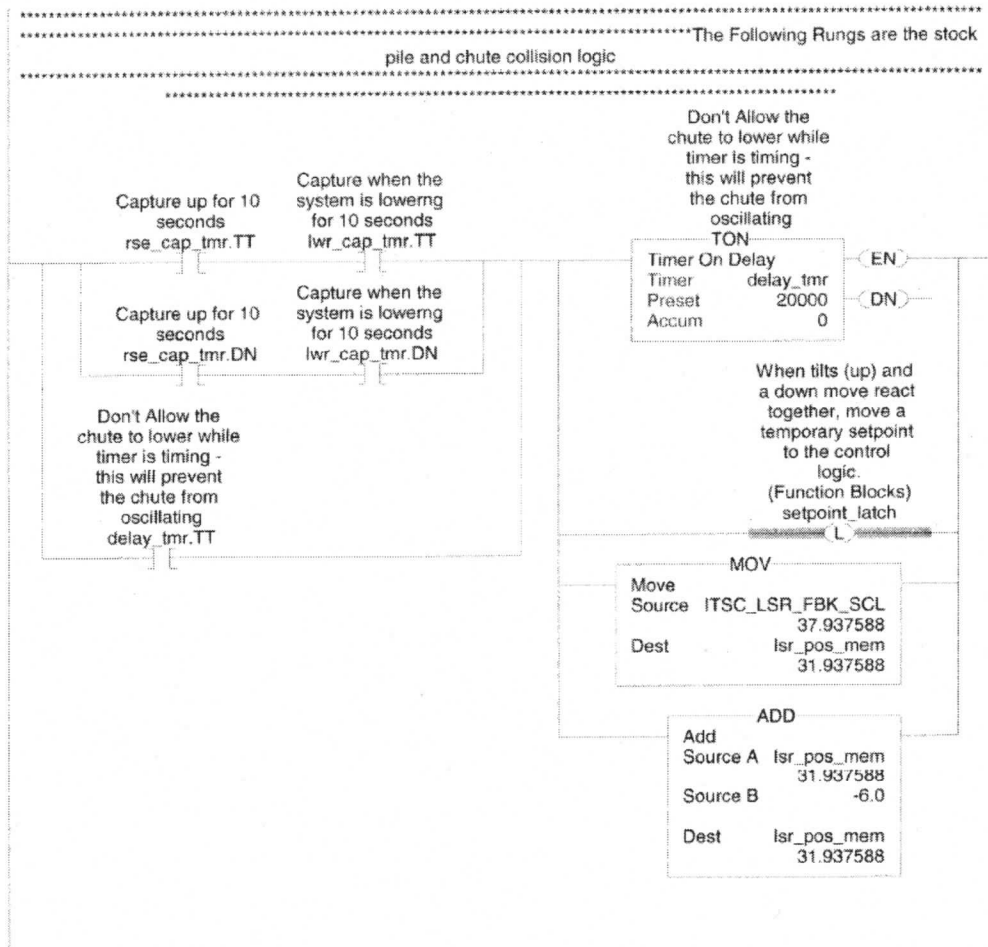 ****************************************************************************************************
**********************************************************************The Following Rungs are the stock
pile and chute collision logic
****************************************************************************************************
**********************************************************************
Don't Allow the
chute to lower while
timer is timing -
this will prevent
the chute from
oscillating
Capture up for 10
seconds
rse_cap_tmr.TT
Capture when the
system is lowerng
for 10 seconds
lwr_cap_tmr.TT
TON
Timer On Delay
Timer delay_tmr
Preset 20000
Accum 0
EN
DN
Capture up for 10
seconds
rse_cap_tmr.DN
Capture when the
system is lowerng
for 10 seconds
lwr_cap_tmr.DN
When tilts (up) and
a down move react
together, move a
temporary setpoint
to the control
logic.
(Function Blocks)
setpoint_latch
L
Don't Allow the
chute to lower while
timer is timing -
this will prevent
the chute from
oscillating
delay_tmr.TT
MOV
Move
Source ITSC_LSR_FBK_SCL
37.937588
Dest lsr_pos_mem
31.937588
ADD
Add
Source A lsr_pos_mem
31.937588
Source B -6.0
Dest lsr_pos_mem
31.937588